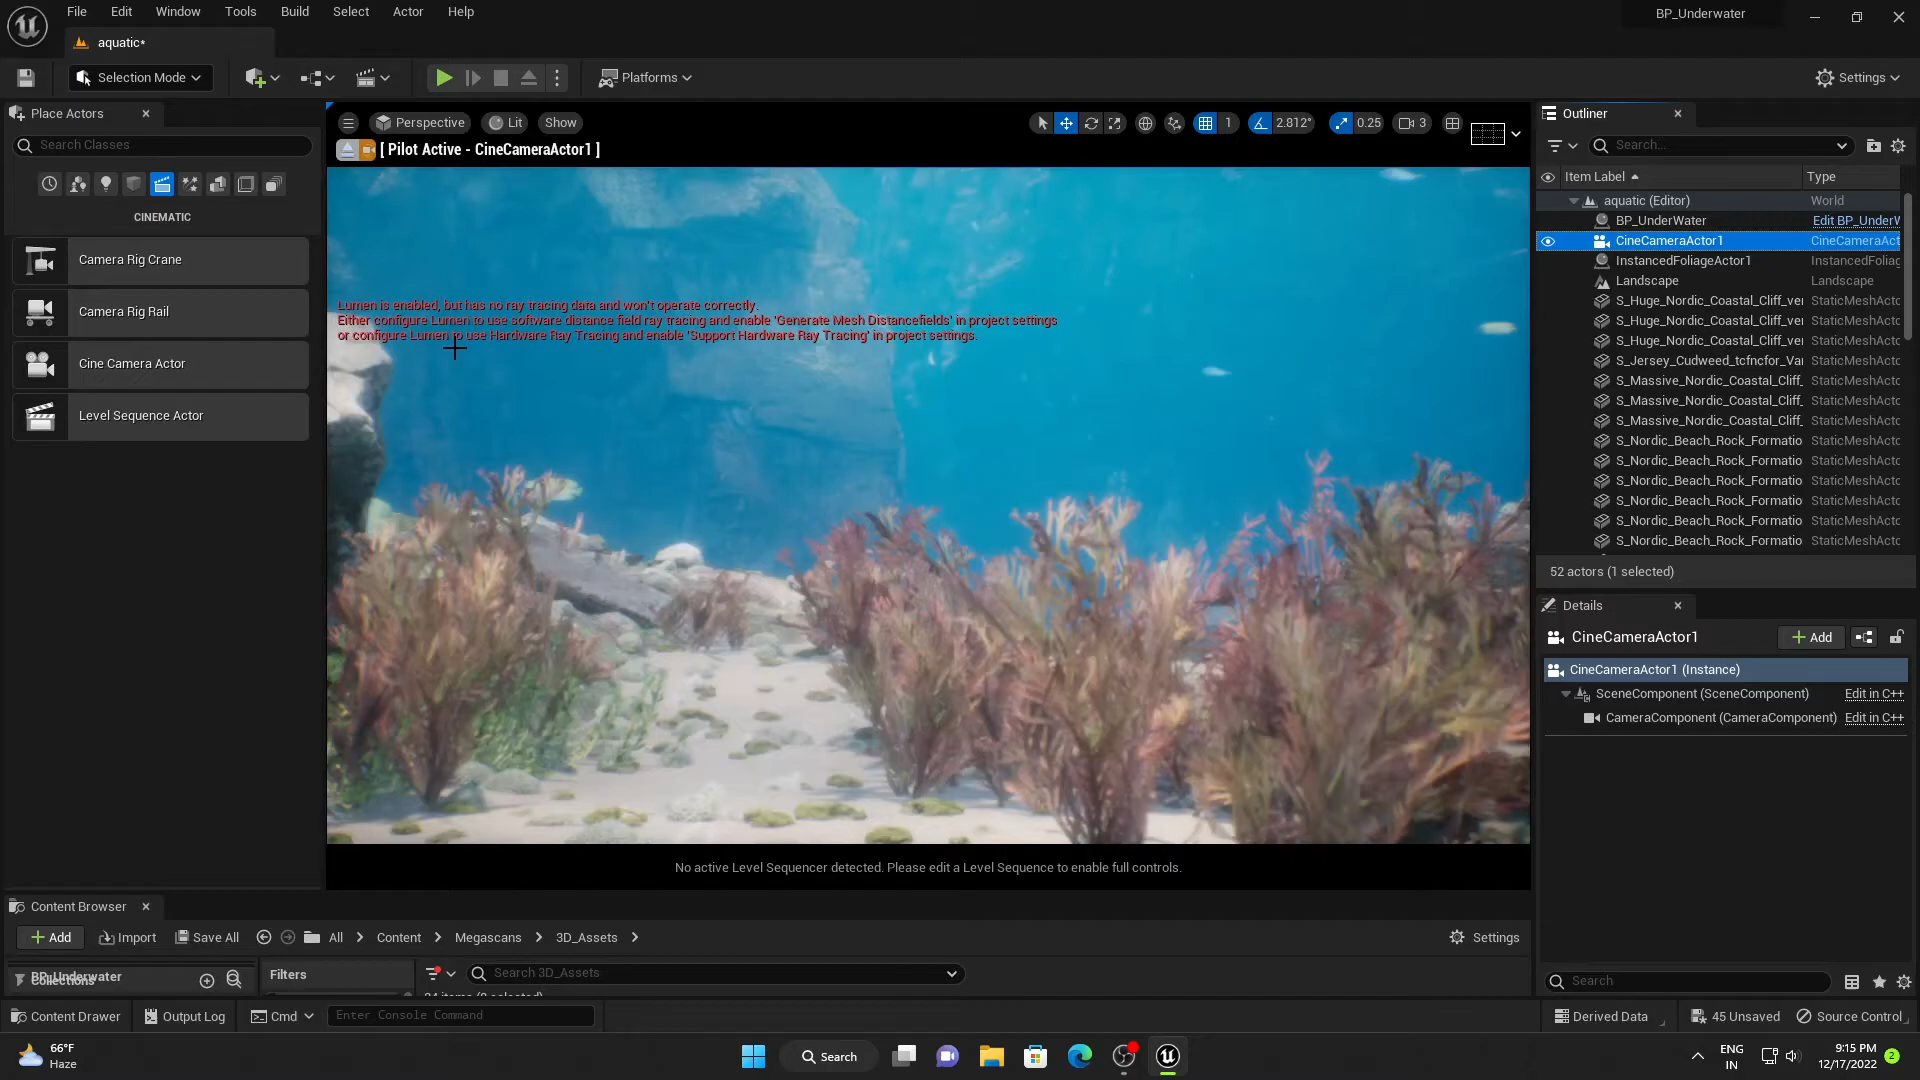 File
Edit
Window
Tools
Build
Select
Actor
Help
BP_Underwater
aquatic*
Selection Mode
Platforms
Settings
Place Actors
Search Classes
CINEMATIC
Camera Rig Crane
Camera Rig Rail
Cine Camera Actor
Level Sequence Actor
Perspective
Lit
Show
1
2.812°
0.25
3
[ Pilot Active - CineCameraActor1 ]
Lumen is enabled, but has no ray tracing data and won't operate correctly.
Either configure Lumen to use software distance field ray tracing and enable 'Generate Mesh Distancefields' in project settings
or configure Lumen to use Hardware Ray Tracing and enable 'Support Hardware Ray Tracing' in project settings.
No active Level Sequencer detected. Please edit a Level Sequence to enable full controls.
Outliner
Search...
Item Label
Type
aquatic (Editor)
World
BP_UnderWater
Edit BP_UnderW
CineCameraActor1
CineCameraAct
InstancedFoliageActor1
InstancedFoliag
Landscape
Landscape
S_Huge_Nordic_Coastal_Cliff_ver
StaticMeshActo
S_Huge_Nordic_Coastal_Cliff_ver
StaticMeshActo
S_Huge_Nordic_Coastal_Cliff_ver
StaticMeshActo
S_Jersey_Cudweed_tcfncfor_Var
StaticMeshActo
S_Massive_Nordic_Coastal_Cliff_
StaticMeshActo
S_Massive_Nordic_Coastal_Cliff_
StaticMeshActo
S_Massive_Nordic_Coastal_Cliff_
StaticMeshActo
S_Nordic_Beach_Rock_Formatio
StaticMeshActo
S_Nordic_Beach_Rock_Formatio
StaticMeshActo
S_Nordic_Beach_Rock_Formatio
StaticMeshActo
S_Nordic_Beach_Rock_Formatio
StaticMeshActo
S_Nordic_Beach_Rock_Formatio
StaticMeshActo
S_Nordic_Beach_Rock_Formatio
StaticMeshActo
52 actors (1 selected)
Details
CineCameraActor1
Add
CineCameraActor1 (Instance)
SceneComponent (SceneComponent)
Edit in C++
CameraComponent (CameraComponent)
Edit in C++
Search
Content Browser
Add
Import
Save All
All
Content
Megascans
3D_Assets
Settings
BP_Underwater
Collections
Filters
Search 3D_Assets
Content Drawer
Output Log
Cmd
Enter Console Command
Derived Data
45 Unsaved
Source Control
66°F
Haze
Search
ENG
IN
9:15 PM
12/17/2022
2